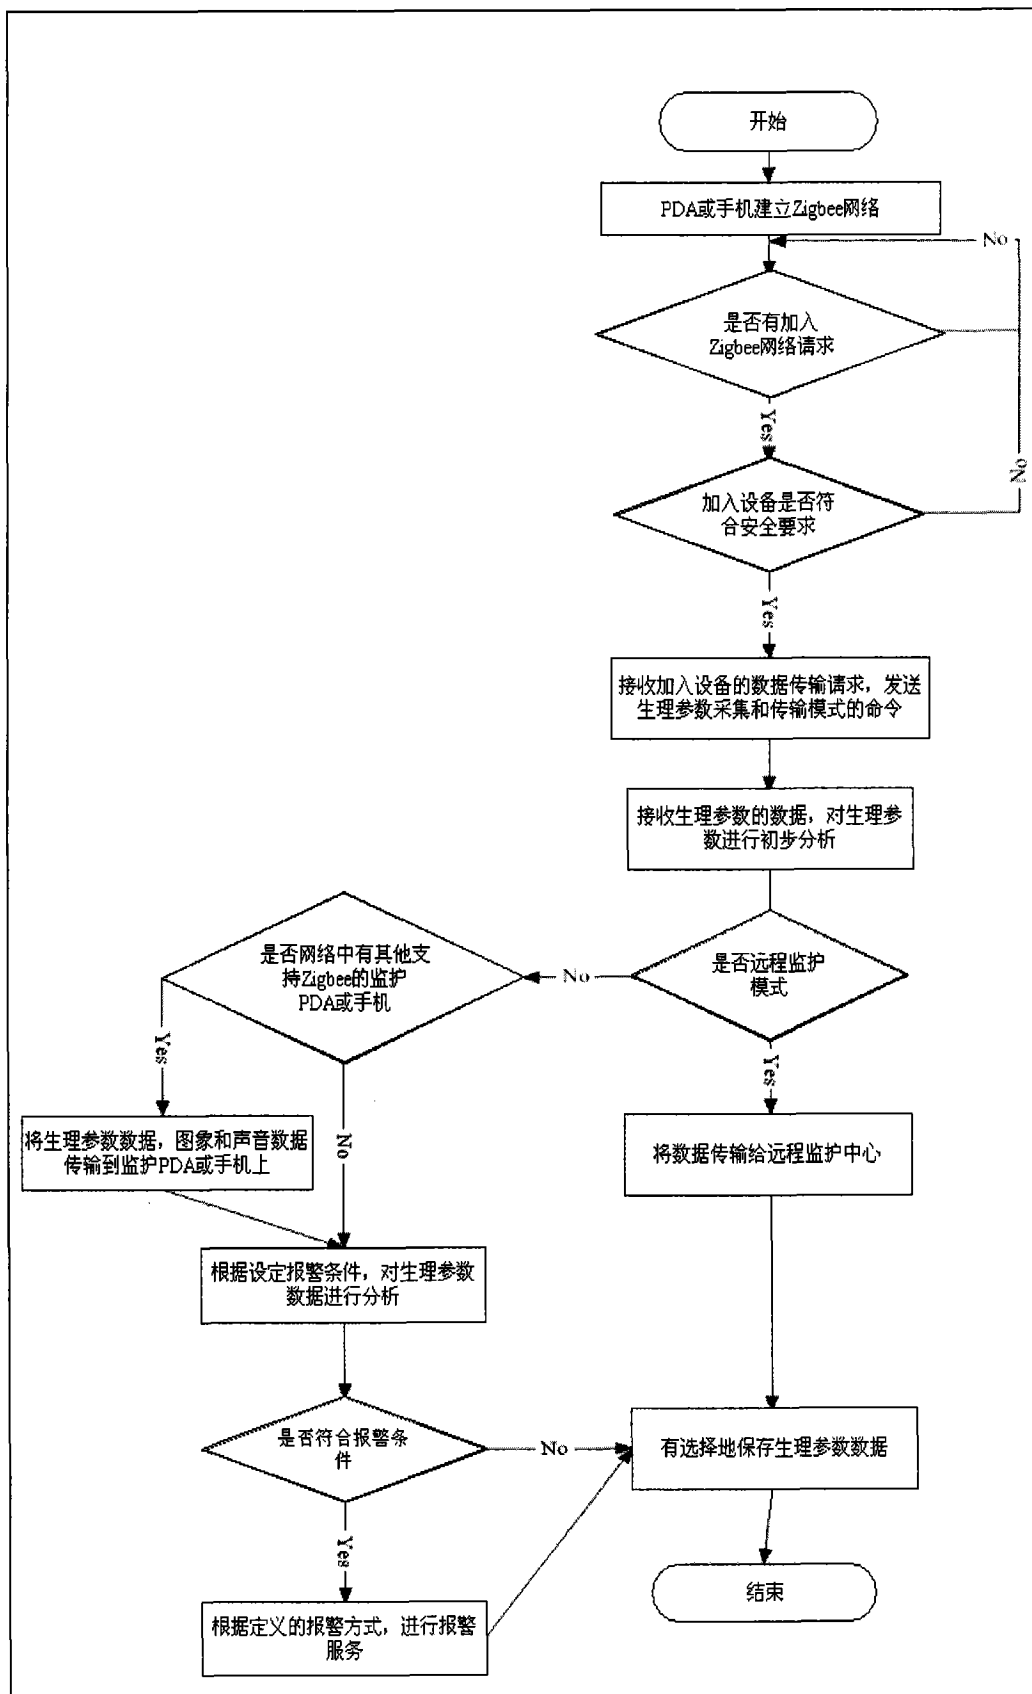 开始
PDA或手机建立Zigbee网络
No
是否有加入
Zigbee网络请求
Yes
No
加入设备是否符
合安全要求
Yes
接收加入设备的数据传输请求，发送
生理参数采集和传输模式的命令
接收生理参数的数据，对生理参
数进行初步分析
是否网络中有其他支
持Zigbee的监护
PDA或手机
No
是否远程监护
模式
Yes
Yes
将生理参数数据，图象和声音数据
传输到监护PDA或手机上
No
将数据传输给远程监护中心
根据设定报警条件，对生理参数
数据进行分析
是否符合报警条
件
No
有选择地保存生理参数数据
Yes
结束
根据定义的报警方式，进行报警
服务